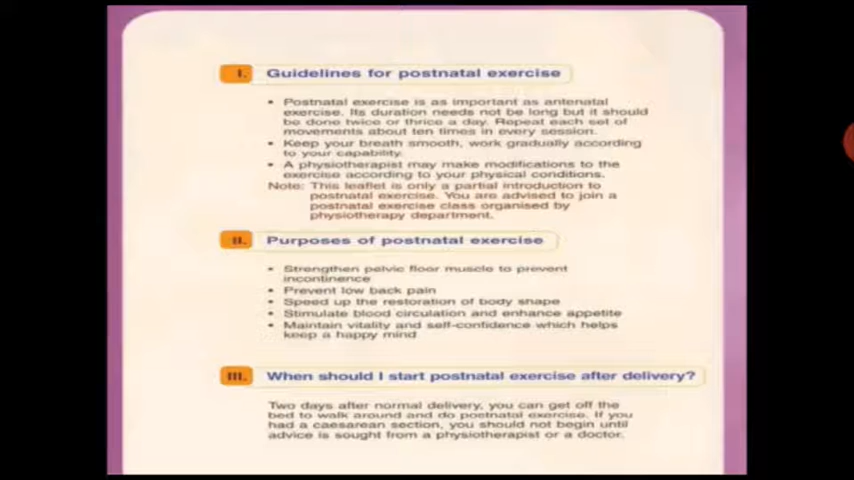 I. Guidelines for postnatal exercise
• Postnatal exercise is as important as antenatal
exercise. Its duration needs not be long but it should
be done twice or thrice a day. Repeat each set of
movements about ten times in every session.
• Keep your breath smooth, work gradually according
to your capability.
• A physiotherapist may make modifications to the
exercise according to your physical conditions.
Note: This leaflet is only a partial introduction to
postnatal exercise. You are advised to join a
postnatal exercise class organised by
physiotherapy department.
II. Purposes of postnatal exercise
• Strengthen pelvic floor muscle to prevent
incontinence
• Prevent low back pain
• Speed up the restoration of body shape
• Stimulate blood circulation and enhance appetite
• Maintain vitality and self-confidence which helps
keep a happy mind
III. When should I start postnatal exercise after delivery?
Two days after normal delivery, you can get off the
bed to walk around and do postnatal exercise. If you
had a caesarean section, you should not begin until
advice is sought from a physiotherapist or a doctor.